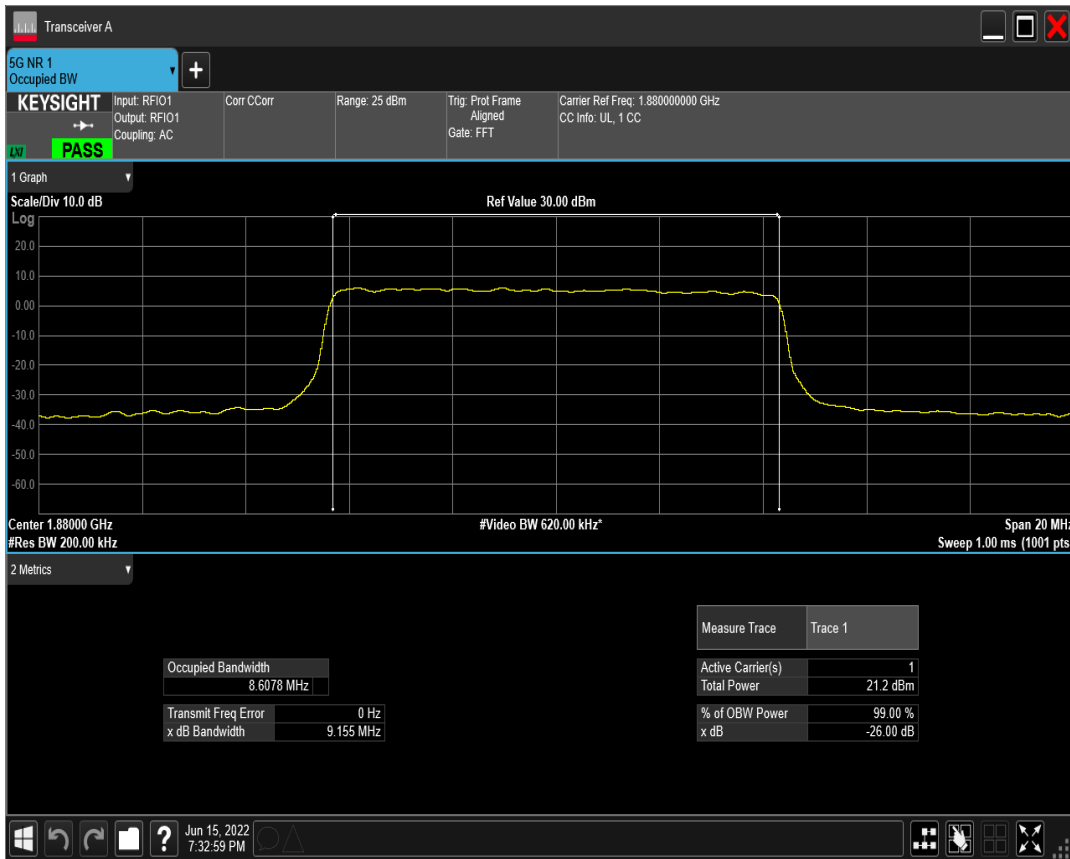 Transceiver A
5G NR 1
Occupied BW
KEYSIGHT
LXI
PASS
Input: RFIO1
Output: RFIO1
Coupling: AC
Corr CCorr
Range: 25 dBm
Trig: Prot Frame
Aligned
Gate: FFT
Carrier Ref Freq: 1.880000000 GHz
CC Info: UL, 1 CC
1 Graph
Scale/Div 10.0 dB
Ref Value 30.00 dBm
Log
20.0
10.0
0.00
-10.0
-20.0
-30.0
-40.0
-50.0
-60.0
Center 1.88000 GHz
#Video BW 620.00 kHz*
Span 20 MHz
#Res BW 200.00 kHz
Sweep 1.00 ms (1001 pts
2 Metrics
Measure Trace Trace 1
Occupied Bandwidth
8.6078 MHz
Active Carrier(s) 1
Total Power 21.2 dBm
Transmit Freq Error 0 Hz
x dB Bandwidth 9.155 MHz
% of OBW Power 99.00 %
x dB -26.00 dB
?
Jun 15, 2022
7:32:59 PM